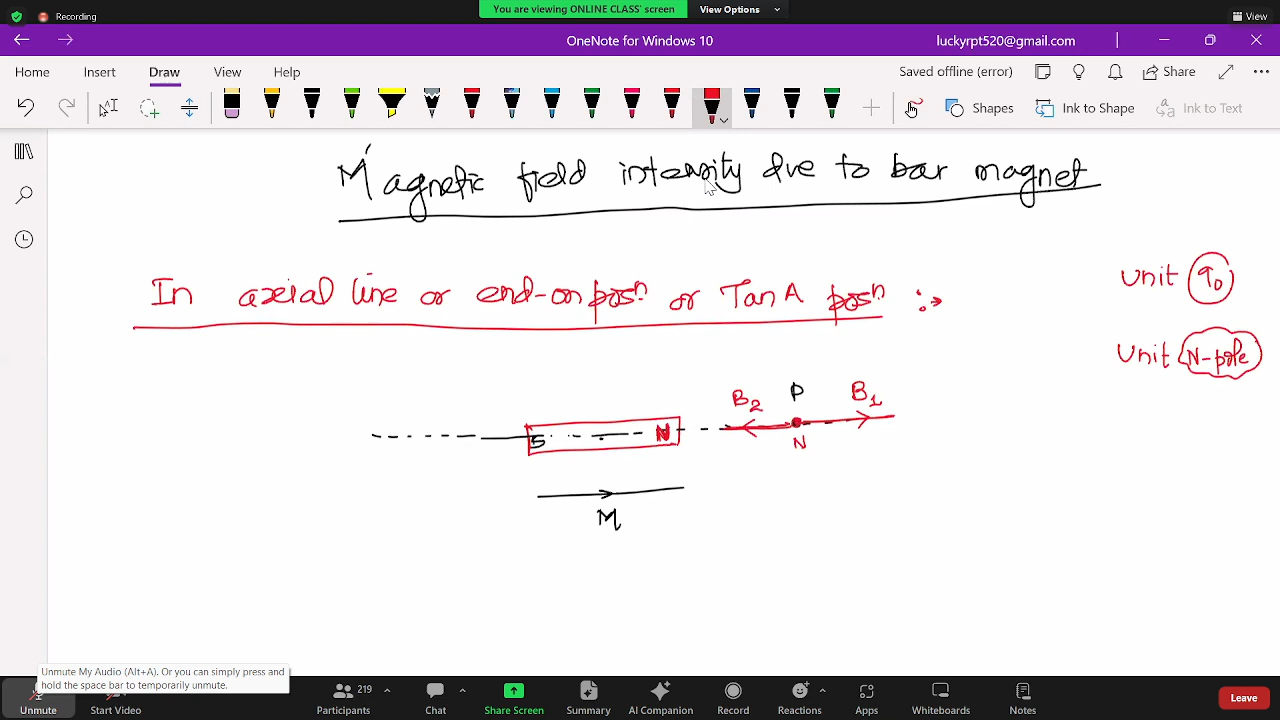 You are viewing ONLINE CLASS' screen
View Options
Recording
View
OneNote for Windows 10
luckyrpt520@gmail.com
Home
Insert
Draw
View
Help
Saved offline (error)
Share
Shapes
Ink to Shape
Ink to Text
Magnetic field intensity due to bar magnet
In axial line or end-on posn or Tan A posn :→
Unit q0
Unit N-pole
B2
P
B1
S
N
N
M
Unmute My Audio (Alt+A). Or you can simply press and
hold the space bar to temporarily unmute.
Unmute
Start Video
Participants
219
Chat
Share Screen
Summary
AI Companion
Record
Reactions
Apps
Whiteboards
Notes
Leave